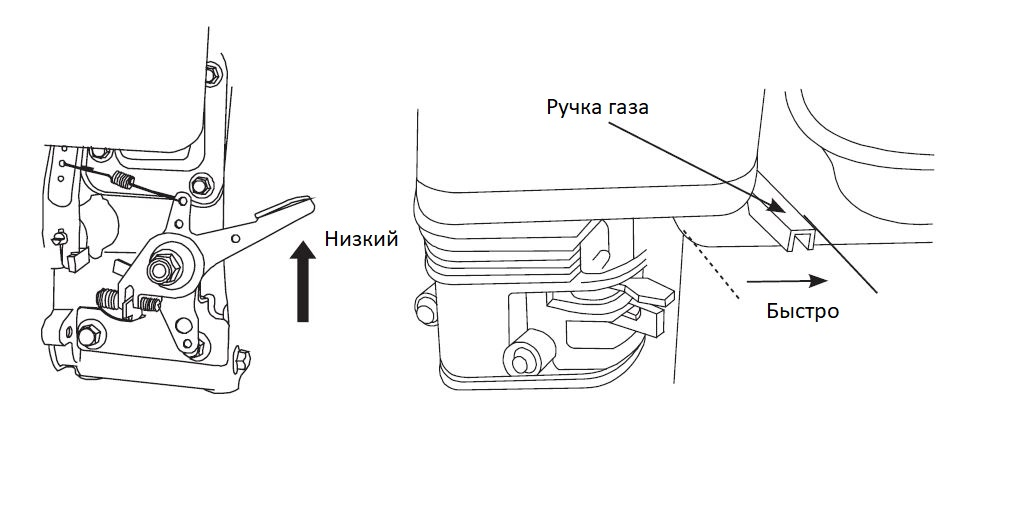 Ручка газа
Низкий
Быстро